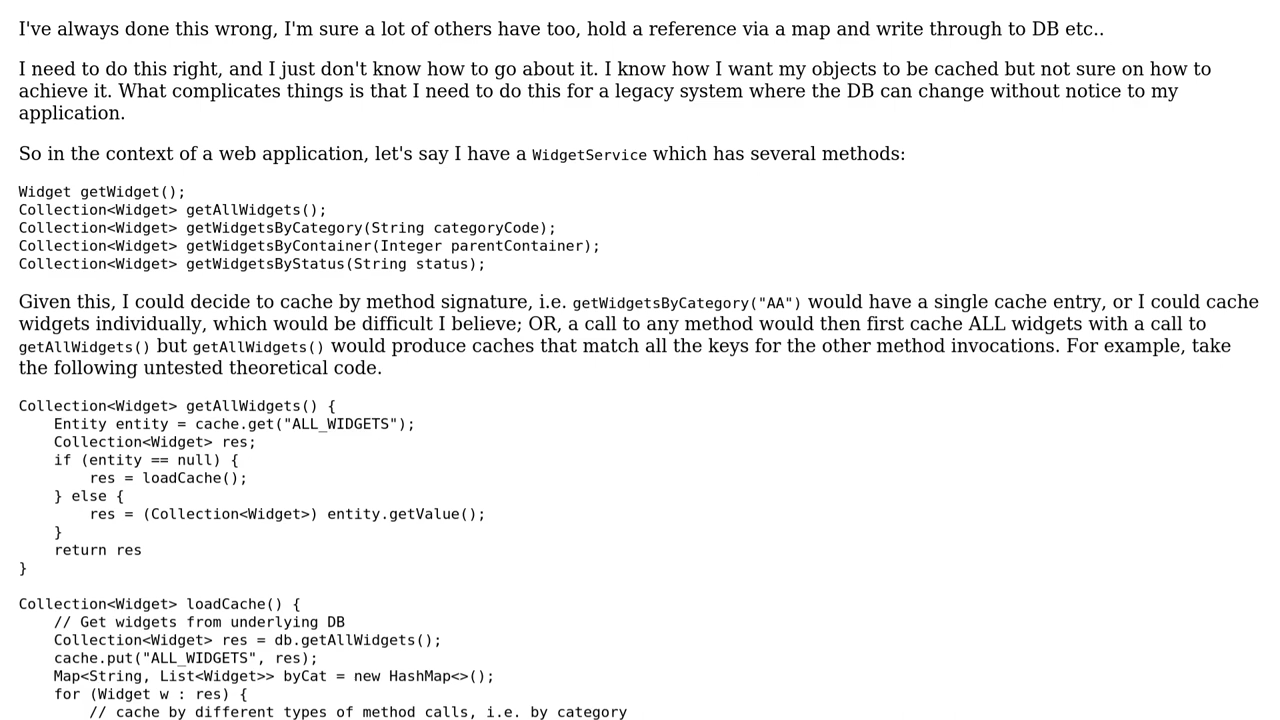 I've always done this wrong, I'm sure a lot of others have too, hold a reference via a map and write through to DB etc..
I need to do this right, and I just don't know how to go about it. I know how I want my objects to be cached but not sure on how to
achieve it. What complicates things is that I need to do this for a legacy system where the DB can change without notice to my
application.
So in the context of a web application, let's say I have a WidgetService which has several methods:
Widget getWidget();
Collection<Widget> getAllWidgets();
Collection<Widget> getWidgetsByCategory(String categoryCode);
Collection<Widget> getWidgetsByContainer(Integer parentContainer);
Collection<Widget> getWidgetsByStatus(String status);
Given this, I could decide to cache by method signature, i.e. getWidgetsByCategory("AA") would have a single cache entry, or I could cache
widgets individually, which would be difficult I believe; OR, a call to any method would then first cache ALL widgets with a call to
getAllWidgets() but getAllWidgets() would produce caches that match all the keys for the other method invocations. For example, take
the following untested theoretical code.
Collection<Widget> getAllWidgets() {
    Entity entity = cache.get("ALL_WIDGETS");
    Collection<Widget> res;
    if (entity == null) {
        res = loadCache();
    } else {
        res = (Collection<Widget>) entity.getValue();
    }
    return res
}
Collection<Widget> loadCache() {
    // Get widgets from underlying DB
    Collection<Widget> res = db.getAllWidgets();
    cache.put("ALL_WIDGETS", res);
    Map<String, List<Widget>> byCat = new HashMap<>();
    for (Widget w : res) {
        // cache by different types of method calls, i.e. by category